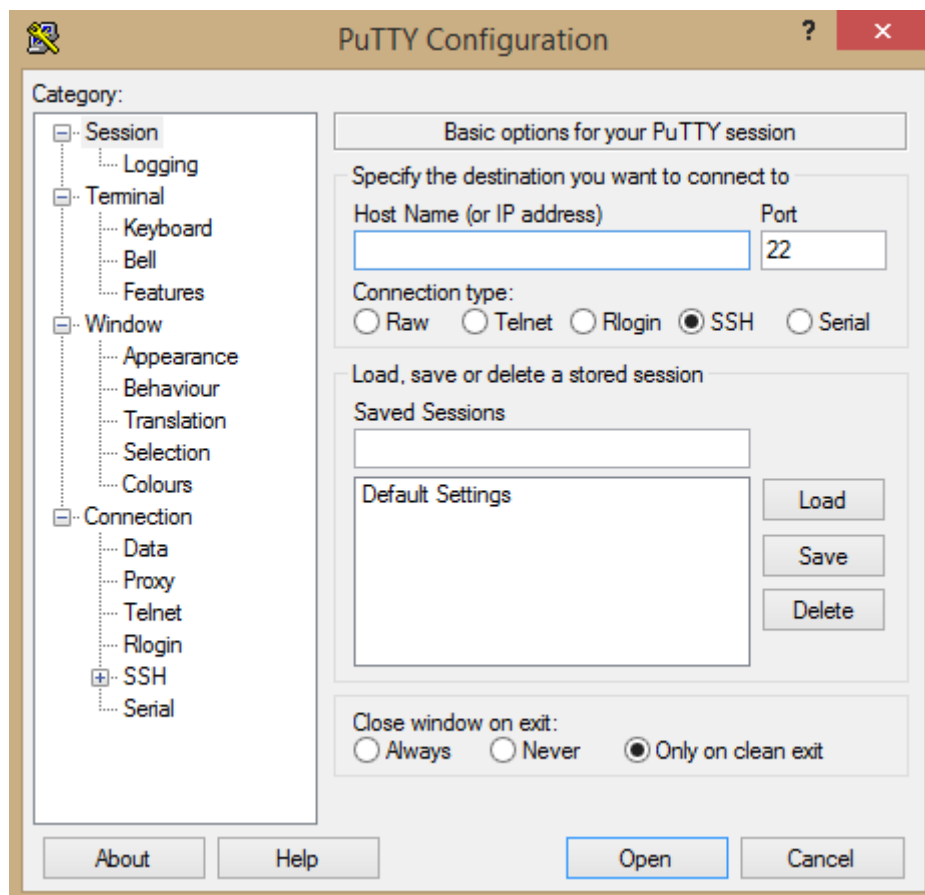 PuTTY Configuration
?
Category:
Session
Logging
Terminal
Keyboard
Bell
Features
Window
Appearance
Behaviour
Translation
Selection
Colours
Connection
Data
Proxy
Telnet
Rlogin
SSH
Serial
Basic options for your PuTTY session
Specify the destination you want to connect to
Host Name (or IP address) Port
22
Connection type:
Raw Telnet Rlogin SSH Serial
Load, save or delete a stored session
Saved Sessions
Default Settings
Load
Save
Delete
Close window on exit:
Always Never Only on clean exit
About Help Open Cancel